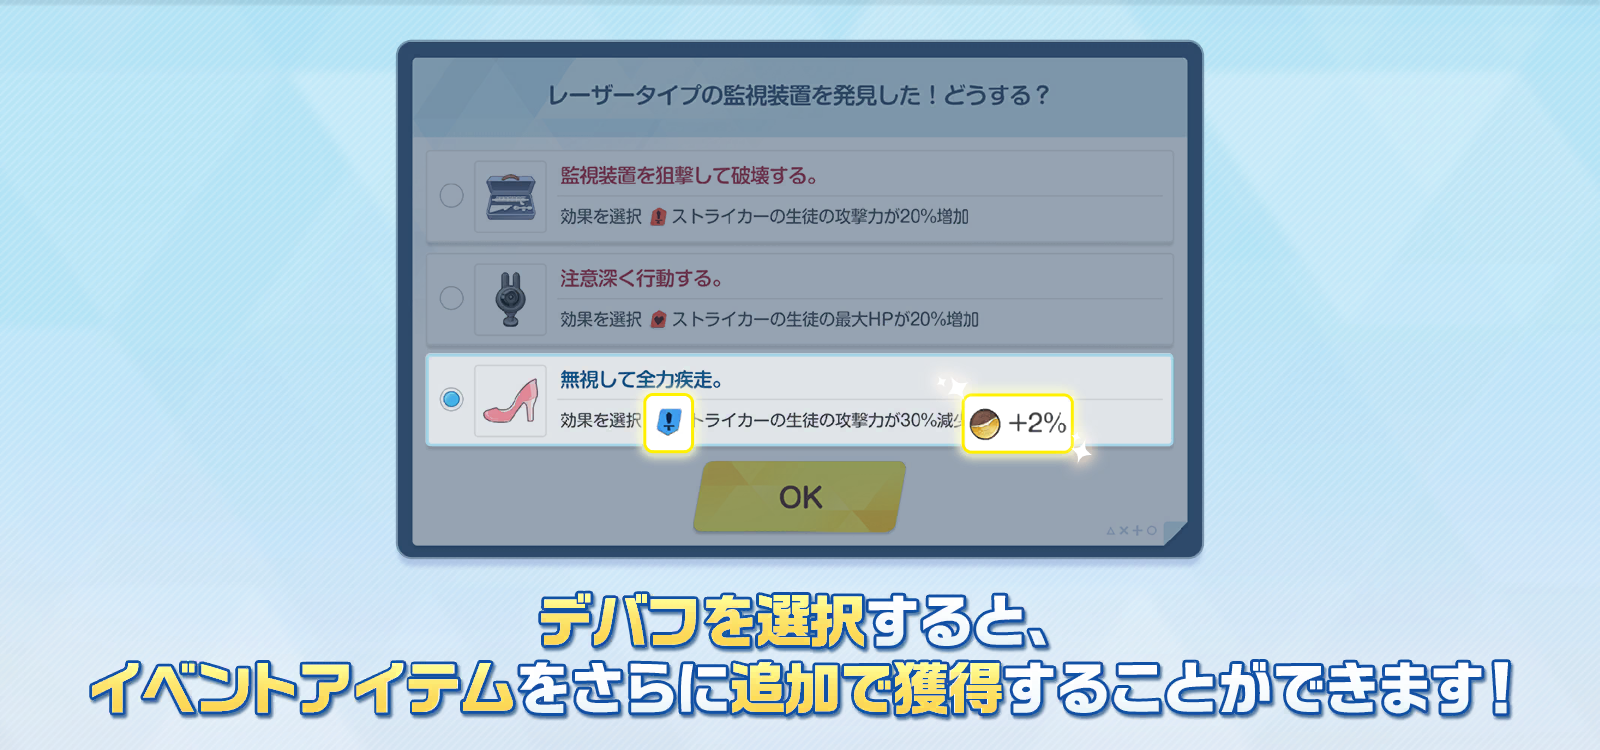 レーザータイプの監視装置を発見した！どうする？
監視装置を狙撃して破壊する。
効果を選択 ストライカーの生徒の攻撃力が20%増加
注意深く行動する。
効果を選択 ストライカーの生徒の最大HPが20%増加
無視して全力疾走。
効果を選択 トライカーの生徒の攻撃力が30%減少 +2%
OK
デバフを選択すると、
イベントアイテムをさらに追加で獲得することができます！